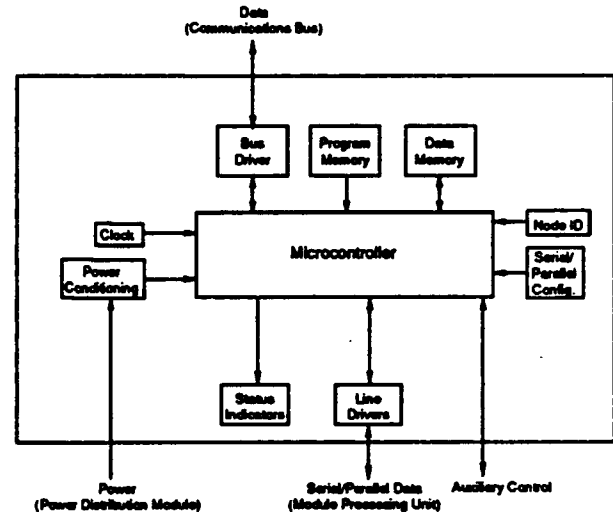 Data
(Communications Bus)
Bus
Driver
Program
Memory
Data
Memory
Clock
Microcontroller
Node ID
Power
Conditioning
Serial/
Parallel
Config.
Status
Indicators
Line
Drivers
Power
(Power Distribution Module)
Serial/Parallel Data
(Module Processing Unit)
Auxiliary Control